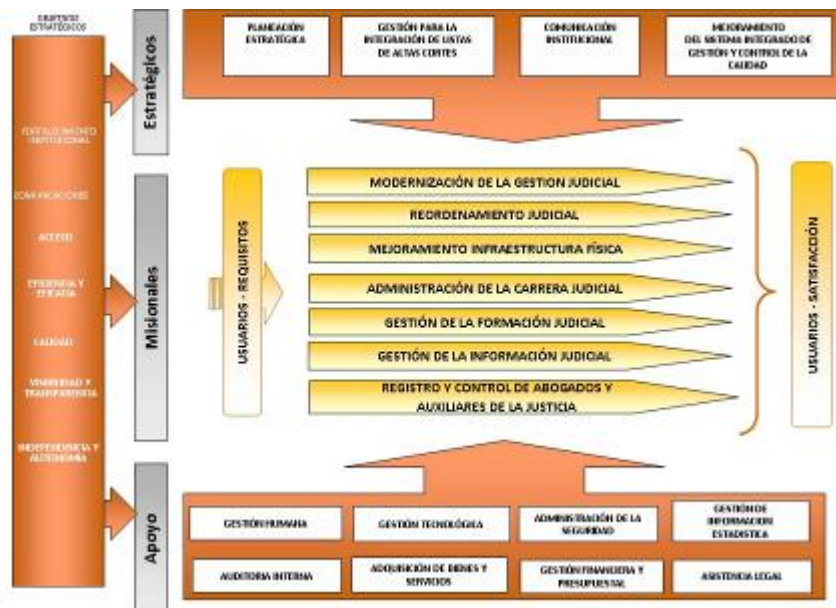 OBJETIVOS
ESTRATÉGICOS
FORTALECIMIENTO
INSTITUCIONAL
COMUNICACIONES
ACCESO
EFICIENCIA Y
EFICACIA
CALIDAD
VISIBILIDAD Y
TRANSPARENCIA
INDEPENDENCIA Y
AUTONOMÍA
Estratégicos
PLANEACIÓN
ESTRATÉGICA
GESTIÓN PARA LA
INTEGRACIÓN DE LISTAS
DE ALTAS CORTES
COMUNICACIÓN
INSTITUCIONAL
MEJORAMIENTO
DEL SISTEMA INTEGRADO DE
GESTIÓN Y CONTROL DE LA
CALIDAD
Misionales
USUARIOS - REQUISITOS
MODERNIZACIÓN DE LA GESTION JUDICIAL
REORDENAMIENTO JUDICIAL
MEJORAMIENTO INFRAESTRUCTURA FÍSICA
ADMINISTRACIÓN DE LA CARRERA JUDICIAL
GESTIÓN DE LA FORMACIÓN JUDICIAL
GESTIÓN DE LA INFORMACIÓN JUDICIAL
REGISTRO Y CONTROL DE ABOGADOS Y
AUXILIARES DE LA JUSTICIA
USUARIOS - SATISFACCIÓN
Apoyo
GESTIÓN HUMANA
GESTIÓN TECNOLÓGICA
ADMINISTRACIÓN DE LA
SEGURIDAD
GESTIÓN DE
INFORMACION
ESTADISTICA
AUDITORIA INTERNA
ADQUISICIÓN DE BIENES Y
SERVICIOS
GESTIÓN FINANCIERA Y
PRESUPUESTAL
ASISTENCIA LEGAL